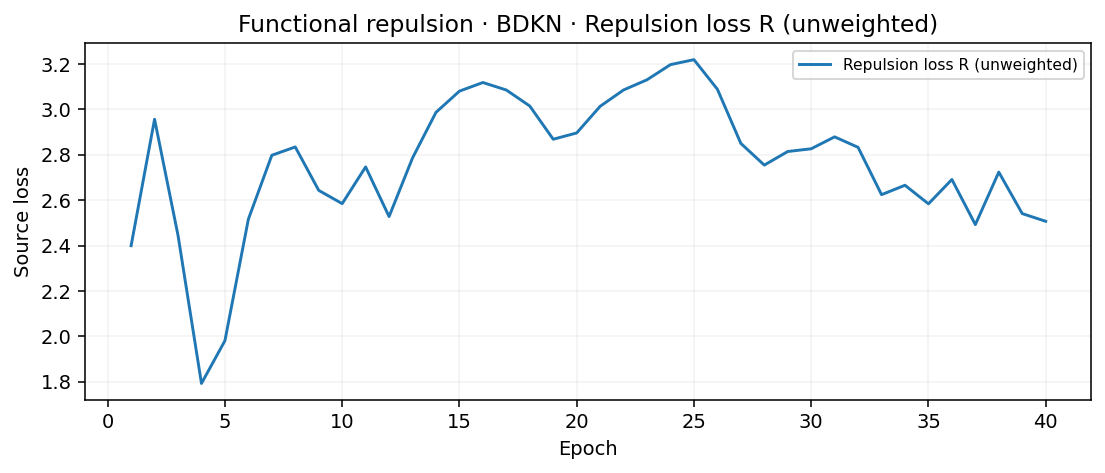 Functional repulsion · BDKN · Repulsion loss R (unweighted)
Repulsion loss R (unweighted)
Source loss
3.2
3.0
2.8
2.6
2.4
2.2
2.0
1.8
0 5 10 15 20 25 30 35 40
Epoch